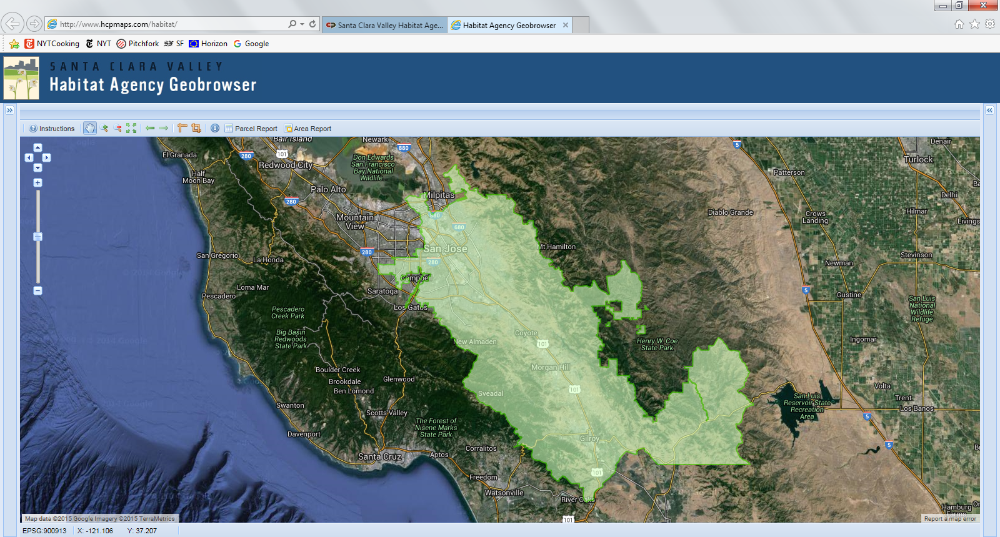 http://www.hcpmaps.com/habitat/
Santa Clara Valley Habitat Age...
Habitat Agency Geobrowser
NYTCooking NYT Pitchfork SF Horizon Google
SANTA CLARA VALLEY
Habitat Agency Geobrowser
Instructions Parcel Report Area Report
Bair Island
Newark
880
5
Denair
El Granada
280
101
Redwood City
Don Edwards
San Francisco
Bay National
Wildlife...
Turlock
Half
Moon Bay
Patterson
Palo Alto
Milpitas
Delhi
280
Mountain
View
680
680
Diablo Grande
Crows
Landing
Hilmar
Livings
San Jose
Mt Hamilton
280
San Gregorio
La Honda
280
Newman
Stevinson
Campbell
© 2014 Google
Loma Mar
Saratoga
5
Pescadero
Gustine
San Luis
National
Wildlife
Refuge
Pescadero
Creek Park
Los Gatos
Big Basin
Redwoods
State Park
New Almaden
Coyote
101
Henry W. Coe
State Park
Ingomar
Boulder Creek
Morgan Hill
Brookdale
Glenwood
Ben Lomond
Sveadal
101
Volta
San Luis
Reservoir State
Recreation
Area
Trent
Los Banos
Swanton
Scotts Valley
5
The Forest of
Nisene Marks
State Park
Davenport
Gilroy
Corralitos
5
Santa Cruz
Aptos
101
Freedom
Watsonville
River Oaks
Hamburg
Farms
101
Map data ©2015 Google Imagery ©2015 TerraMetrics
Report a map error
EPSG:900913 X: -121.106 Y: 37.207